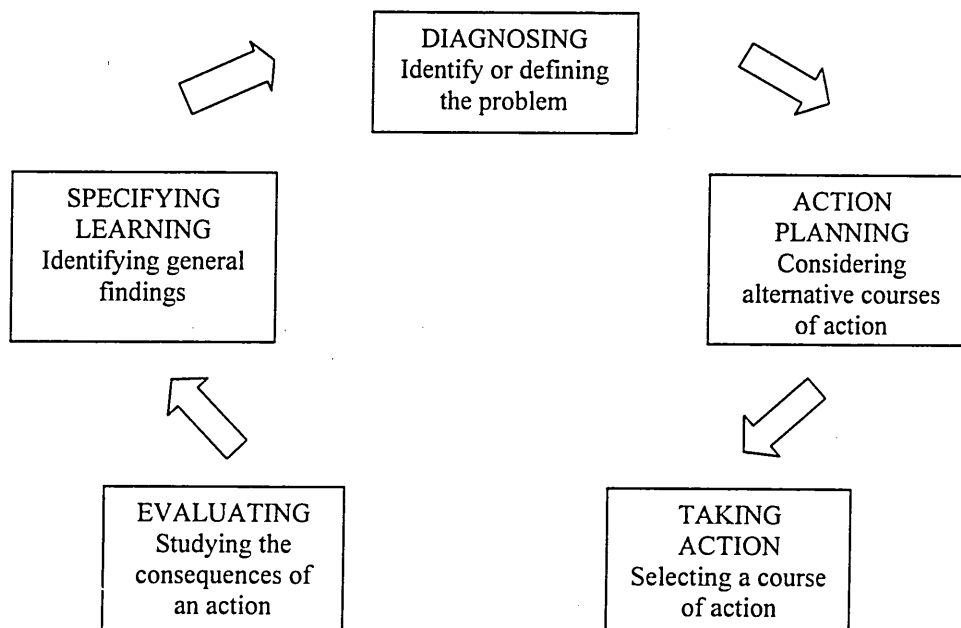 DIAGNOSING
Identify or defining
the problem
ACTION
PLANNING
Considering
alternative courses
of action
TAKING
ACTION
Selecting a course
of action
EVALUATING
Studying the
consequences of
an action
SPECIFYING
LEARNING
Identifying general
findings